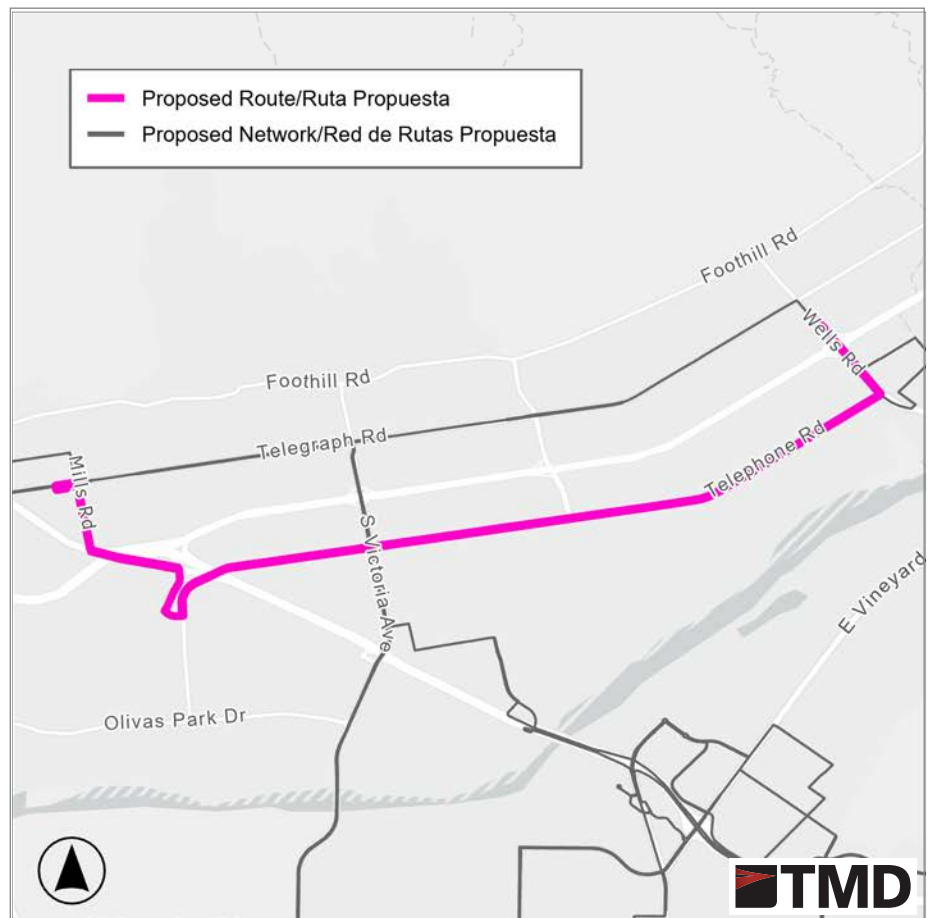 Proposed Route/Ruta Propuesta
Proposed Network/Red de Rutas Propuesta
Foothill Rd
Wells Rd
Foothill Rd
Telegraph Rd
Telephone Rd
Mills Rd
S Victoria Ave
E Vineyard
Olivas Park Dr
TMD